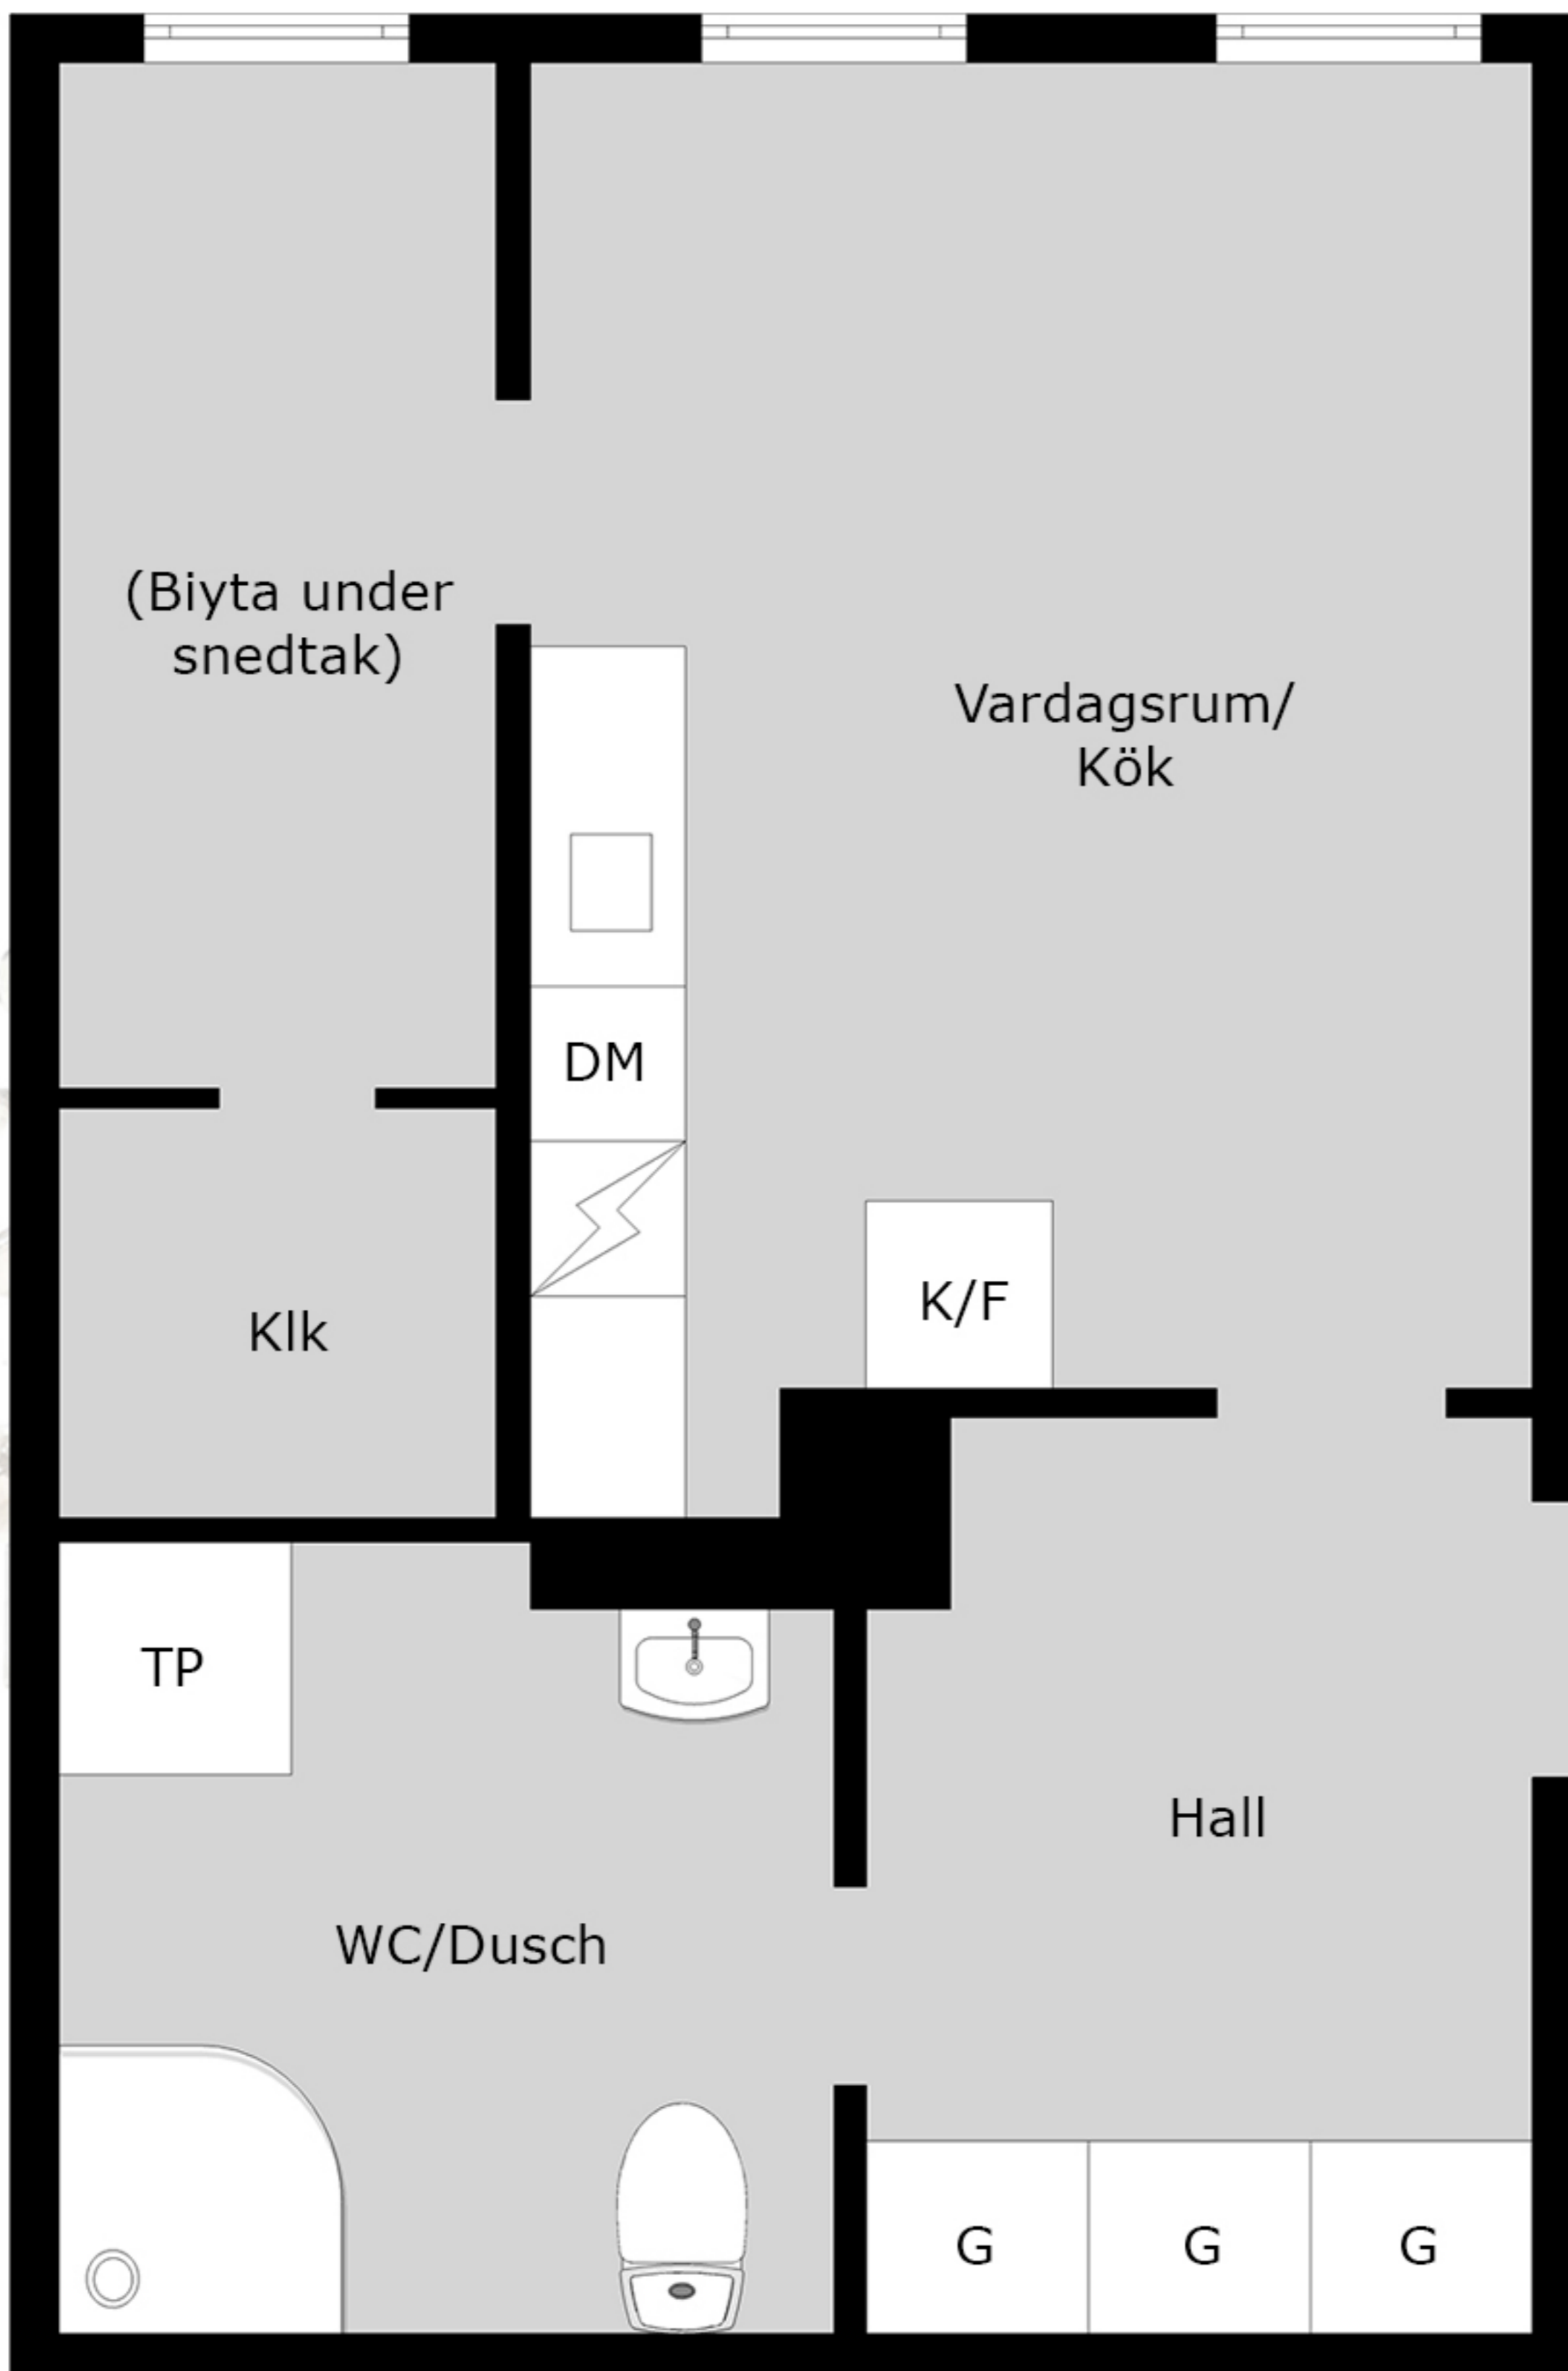 (Biyta under
snedtak)
Vardagsrum/
Kök
DM
K/F
Klk
TP
Hall
WC/Dusch
G
G
G